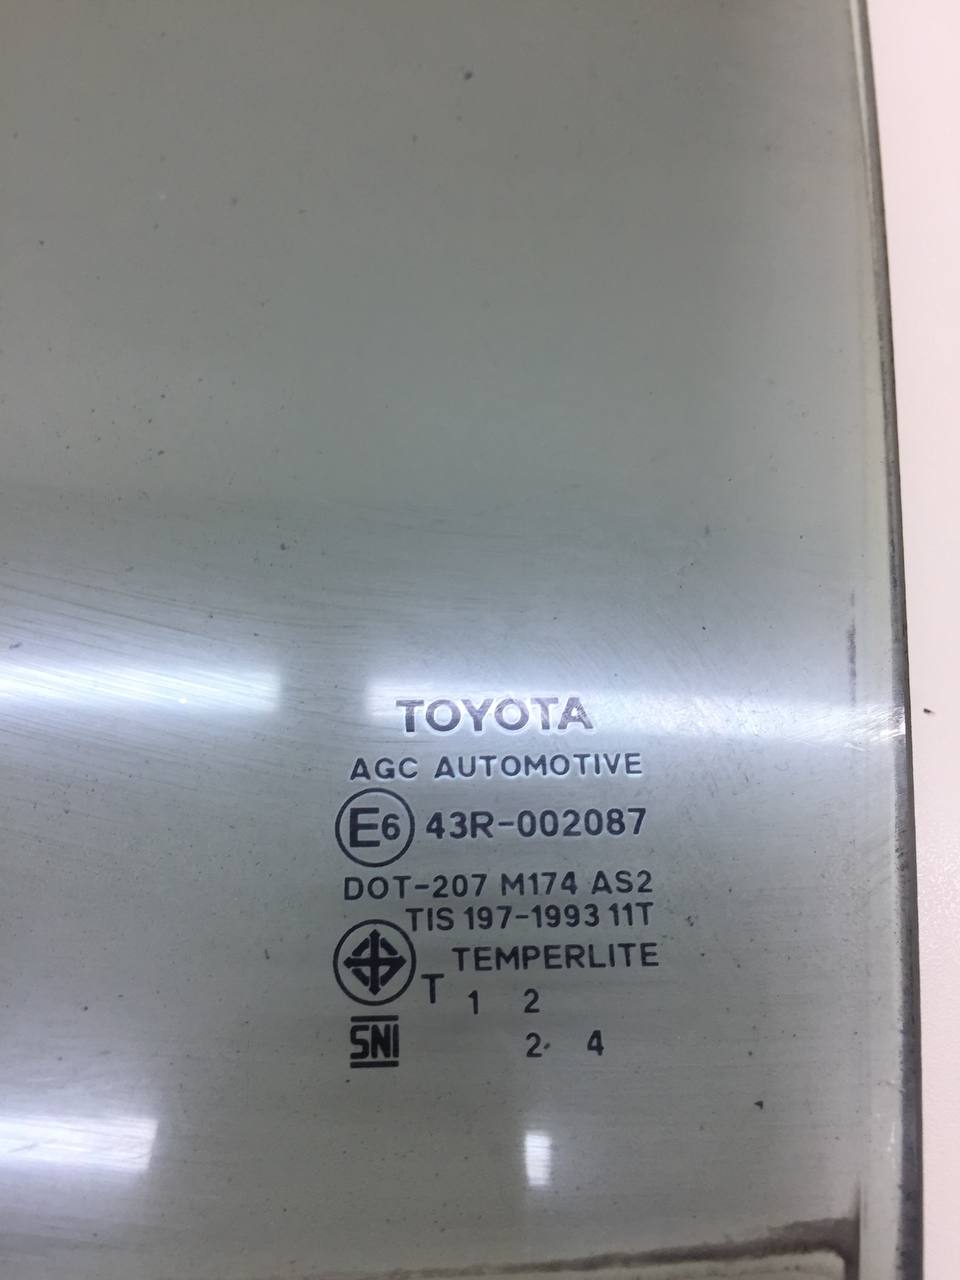 TOYOTA
AGC AUTOMOTIVE
E6 43R-002087
DOT-207 M174 AS2
TIS 197-1993 11T
TEMPERLITE
T 1 2
SNI 2· 4